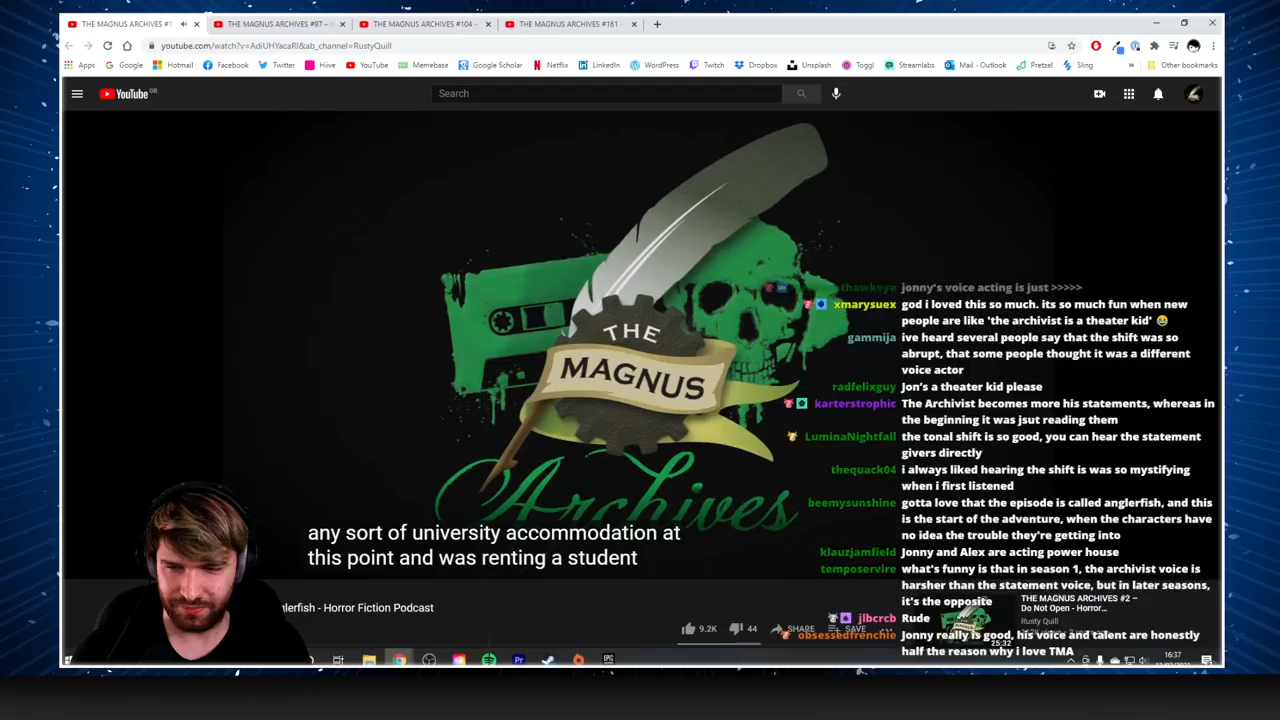 THE MAGNUS ARCHIVES #1
THE MAGNUS ARCHIVES #97 –
THE MAGNUS ARCHIVES #104 –
THE MAGNUS ARCHIVES #161 –
youtube.com/watch?v=AdiUHYacaRI&ab_channel=RustyQuill
Apps Google Hotmail Facebook Twitter Hive YouTube Memebase Google Scholar Netflix LinkedIn WordPress Twitch Dropbox Unsplash Toggl Streamlabs Mail - Outlook Pretzel Sling » Other bookmarks
YouTube GB
Search
THE
MAGNUS
Archives
jonny's voice acting is just >>>>>
xmarysuex god i loved this so much. its so much fun when new
people are like 'the archivist is a theater kid' 😂
gammija ive heard several people say that the shift was so
abrupt, that some people thought it was a different
voice actor
radfelixguy Jon's a theater kid please
karterstrophic The Archivist becomes more his statements, whereas in
the beginning it was jsut reading them
LuminaNightfall the tonal shift is so good, you can hear the statement
givers directly
thequack04 i always liked hearing the shift is was so mystifying
when i first listened
beemysunshine gotta love that the episode is called anglerfish, and this
is the start of the adventure, when the characters have
no idea the trouble they're getting into
klauzjamfield Jonny and Alex are acting power house
temposervire what's funny is that in season 1, the archivist voice is
harsher than the statement voice, but in later seasons,
it's the opposite
jlbcrcb Rude
obsessedfrenchie Jonny really is good, his voice and talent are honestly
half the reason why i love TMA
any sort of university accommodation at
this point and was renting a student
nglerfish - Horror Fiction Podcast
9.2K 44 SHARE SAVE
THE MAGNUS ARCHIVES #2 –
Do Not Open - Horror...
Rusty Quill
25:32
16:37